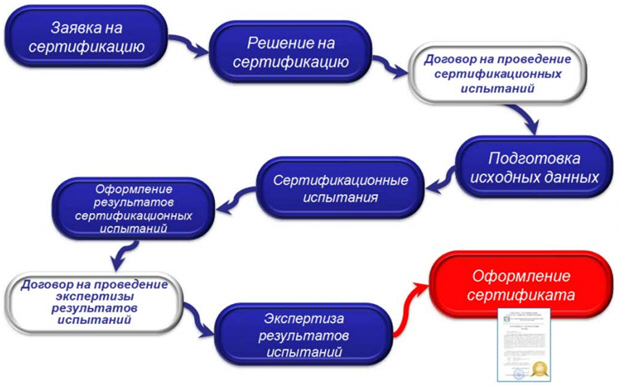 Заявка на
сертификацию
Решение на
сертификацию
Договор на проведение
сертификационных
испытаний
Подготовка
исходных данных
Сертификационные
испытания
Оформление
результатов
сертификационных
испытаний
Договор на проведение
экспертизы
результатов
испытаний
Экспертиза
результатов
испытаний
Оформление
сертификата